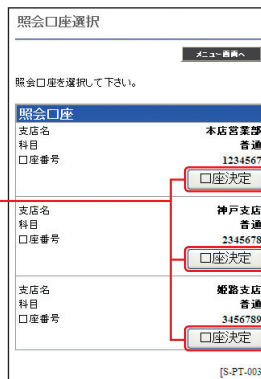 照会口座選択
メニュー画面へ
照会口座を選択して下さい。
照会口座
支店名 本店営業部
科目 普通
口座番号 1234567
口座決定
支店名 神戸支店
科目 普通
口座番号 2345678
口座決定
支店名 姫路支店
科目 普通
口座番号 3456789
口座決定
[S-PT-003